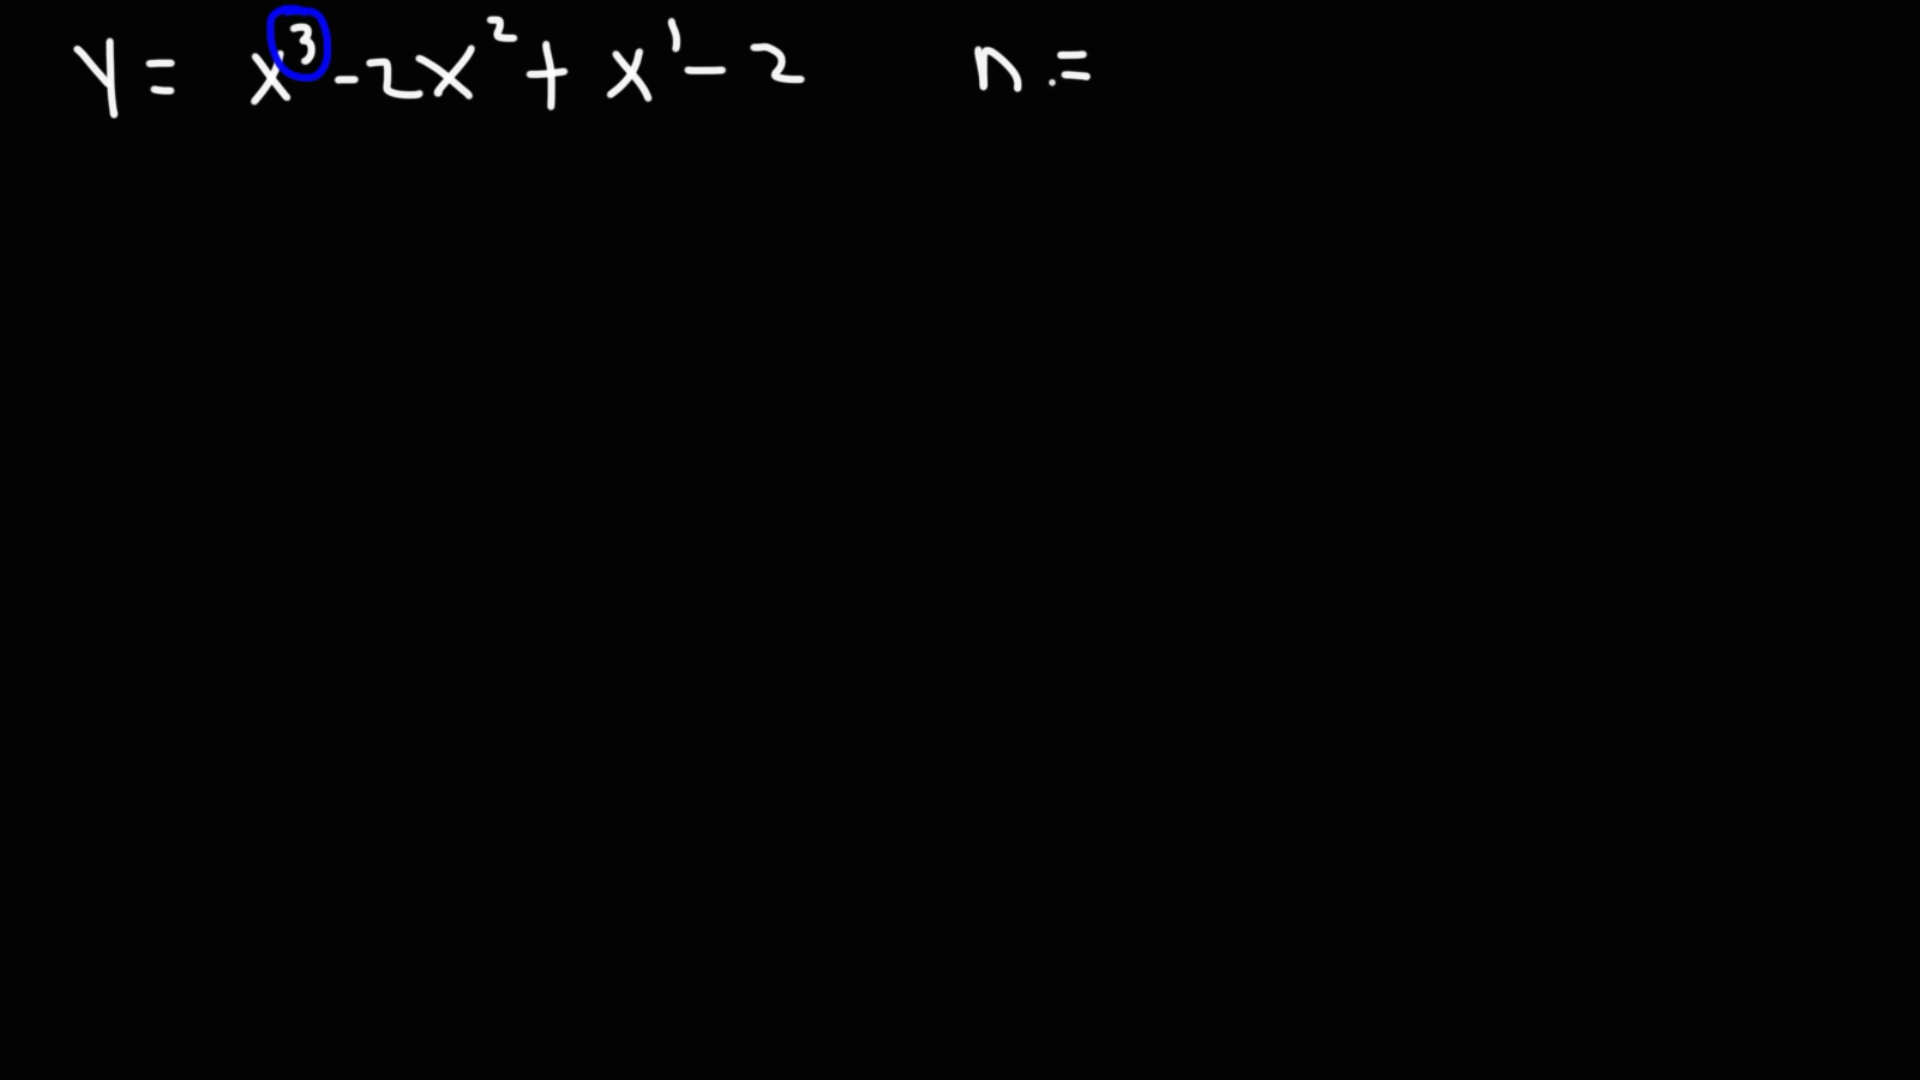 y = x³ - 2x² + x¹ - 2 n =